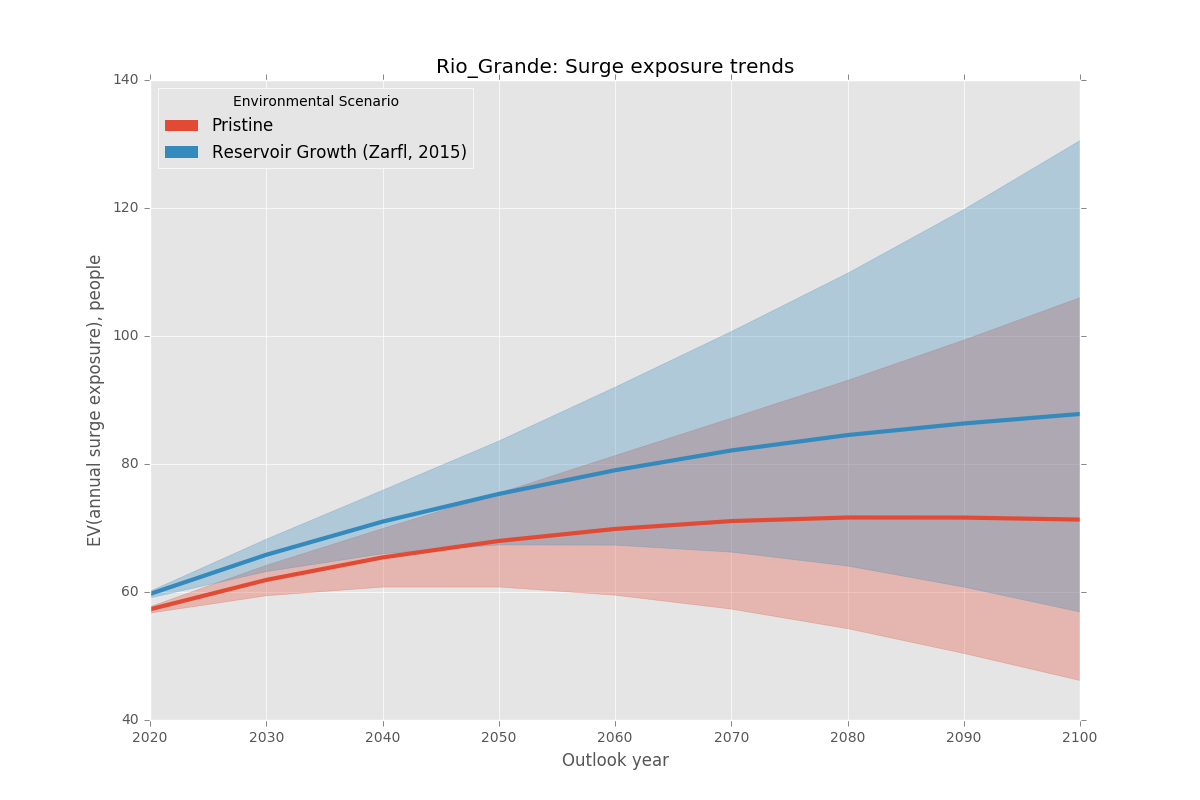 Rio_Grande: Surge exposure trends
140
120
100
80
60
40
EV(annual surge exposure), people
Environmental Scenario
Pristine
Reservoir Growth (Zarfl, 2015)
2020 2030 2040 2050 2060 2070 2080 2090 2100
Outlook year